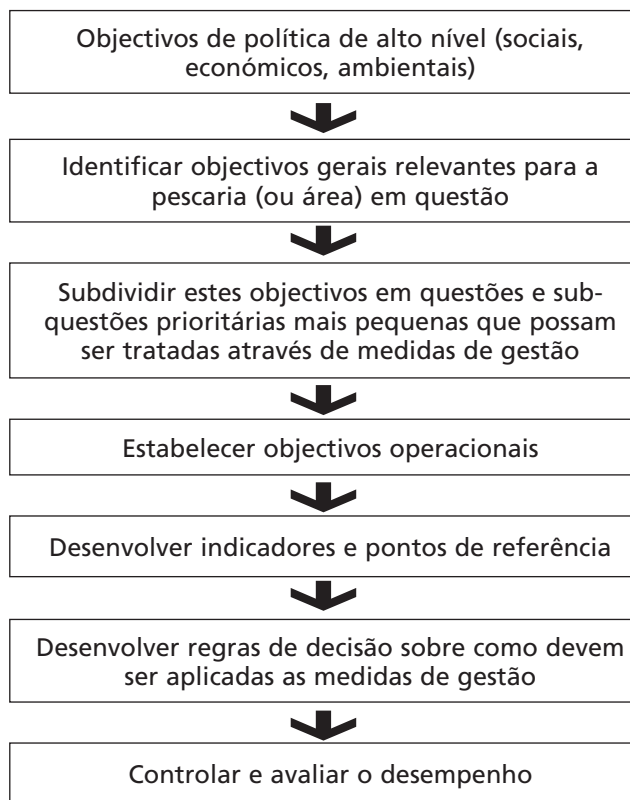 Objectivos de política de alto nível (sociais,
económicos, ambientais)
Identificar objectivos gerais relevantes para a
pescaria (ou área) em questão
Subdividir estes objectivos em questões e sub-
questões prioritárias mais pequenas que possam
ser tratadas através de medidas de gestão
Estabelecer objectivos operacionais
Desenvolver indicadores e pontos de referência
Desenvolver regras de decisão sobre como devem
ser aplicadas as medidas de gestão
Controlar e avaliar o desempenho